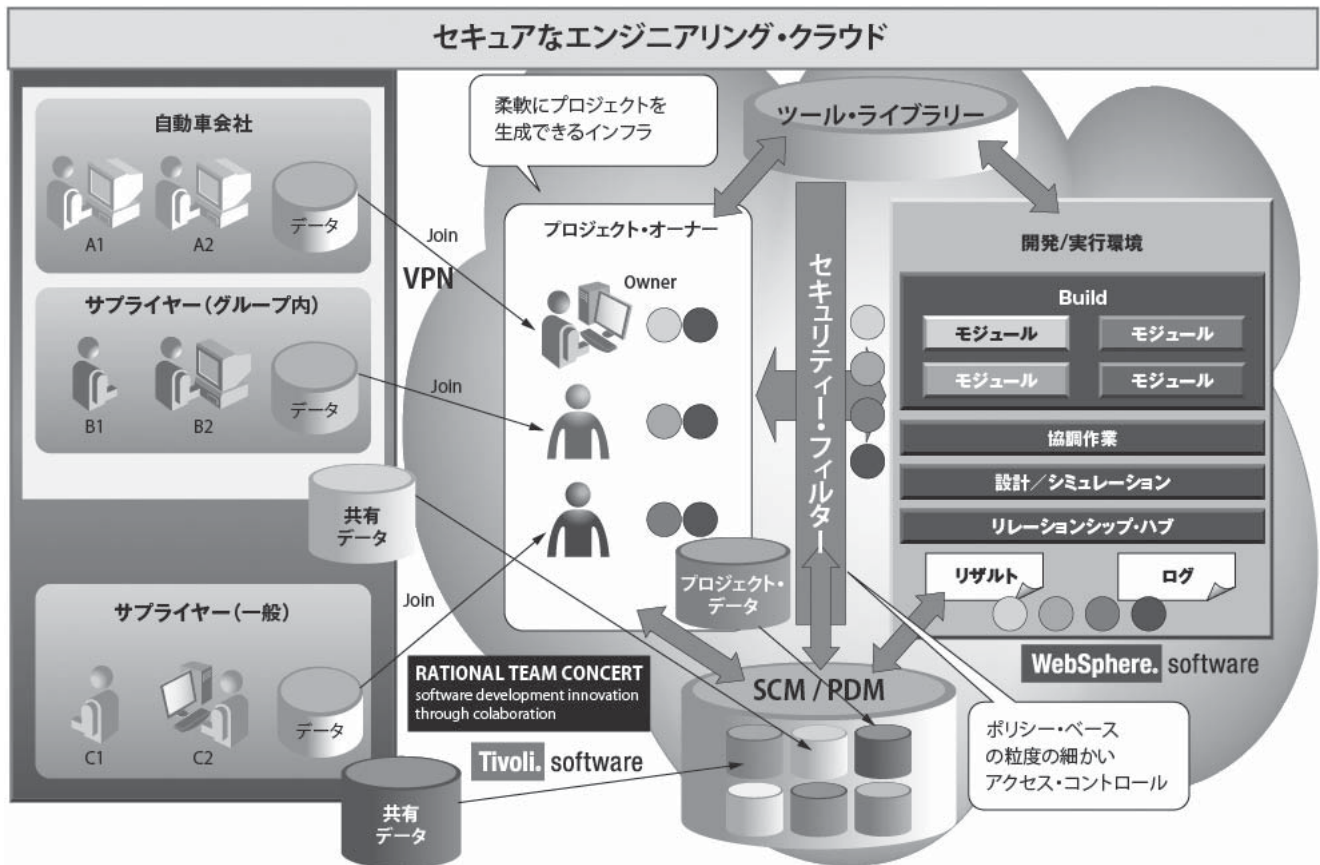 セキュアなエンジニアリング・クラウド
自動車会社
A1
A2
データ
サプライヤー（グループ内）
B1
B2
データ
共有
データ
サプライヤー（一般）
C1
C2
データ
共有
データ
Join
VPN
Join
Join
柔軟にプロジェクトを
生成できるインフラ
プロジェクト・オーナー
Owner
プロジェクト・
データ
RATIONAL TEAM CONCERT
software development innovation
through colaboration
Tivoli. software
ツール・ライブラリー
セキュリティー・フィルター
SCM / PDM
開発/実行環境
Build
モジュール
モジュール
モジュール
モジュール
協調作業
設計／シミュレーション
リレーションシップ・ハブ
リザルト
ログ
WebSphere. software
ポリシー・ベース
の粒度の細かい
アクセス・コントロール